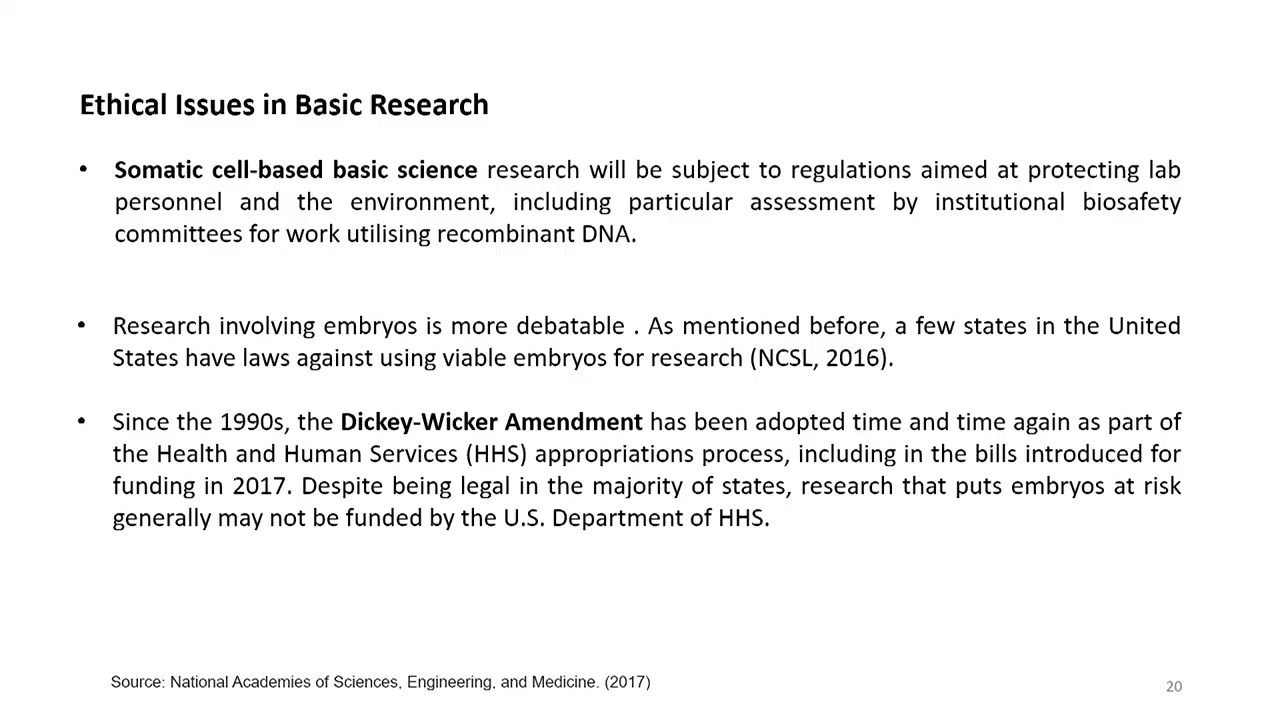 Ethical Issues in Basic Research
• Somatic cell-based basic science research will be subject to regulations aimed at protecting lab
personnel and the environment, including particular assessment by institutional biosafety
committees for work utilising recombinant DNA.
• Research involving embryos is more debatable . As mentioned before, a few states in the United
States have laws against using viable embryos for research (NCSL, 2016).
• Since the 1990s, the Dickey-Wicker Amendment has been adopted time and time again as part of
the Health and Human Services (HHS) appropriations process, including in the bills introduced for
funding in 2017. Despite being legal in the majority of states, research that puts embryos at risk
generally may not be funded by the U.S. Department of HHS.
Source: National Academies of Sciences, Engineering, and Medicine. (2017)
20